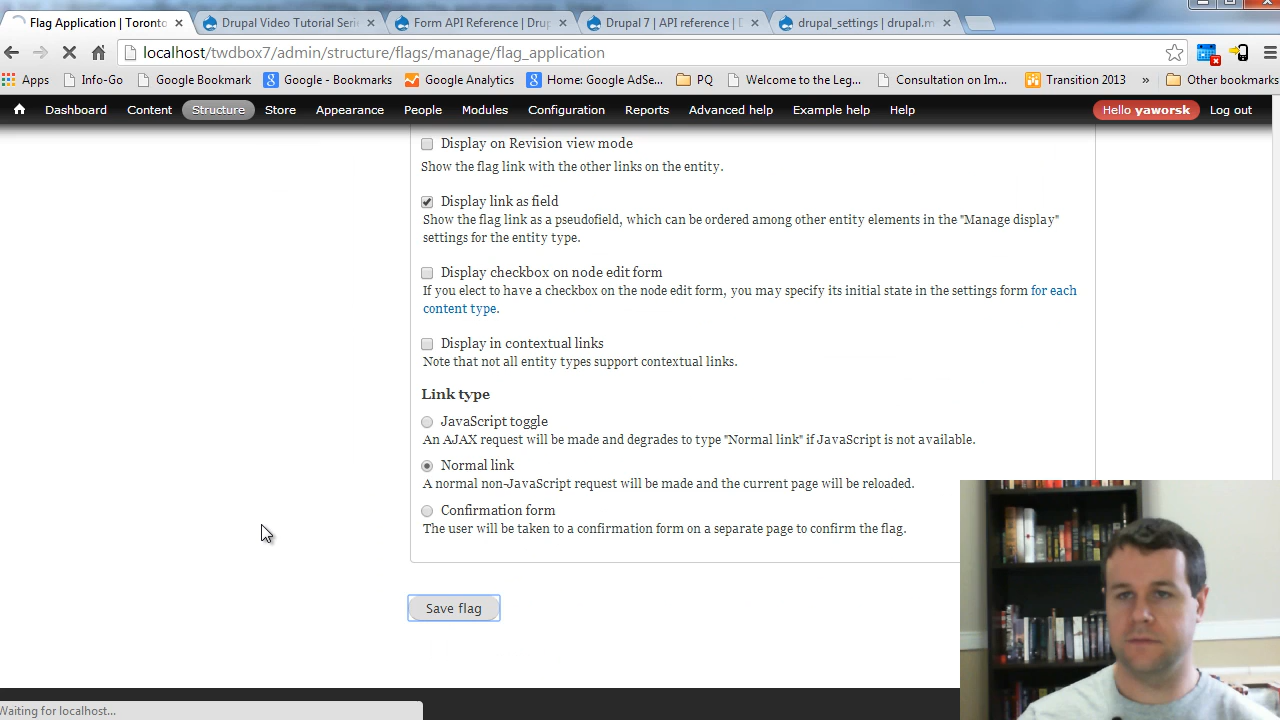 Flag Application | Toronto
Drupal Video Tutorial Seri
Form API Reference | Drup
Drupal 7 | API reference | D
drupal_settings | drupal.m
localhost/twdbox7/admin/structure/flags/manage/flag_application
Apps
Info-Go
Google Bookmark
Google - Bookmarks
Google Analytics
Home: Google AdSe...
PQ
Welcome to the Leg...
Consultation on Im...
Transition 2033
»
Other bookmarks
Dashboard
Content
Structure
Store
Appearance
People
Modules
Configuration
Reports
Advanced help
Example help
Help
Hello yaworsk
Log out
Display on Revision view mode
Show the flag link with the other links on the entity.
Display link as field
Show the flag link as a pseudofield, which can be ordered among other entity elements in the "Manage display"
settings for the entity type.
Display checkbox on node edit form
If you elect to have a checkbox on the node edit form, you may specify its initial state in the settings form for each
content type.
Display in contextual links
Note that not all entity types support contextual links.
Link type
JavaScript toggle
An AJAX request will be made and degrades to type "Normal link" if JavaScript is not available.
Normal link
A normal non-JavaScript request will be made and the current page will be reloaded.
Confirmation form
The user will be taken to a confirmation form on a separate page to confirm the flag.
Save flag
Waiting for localhost...